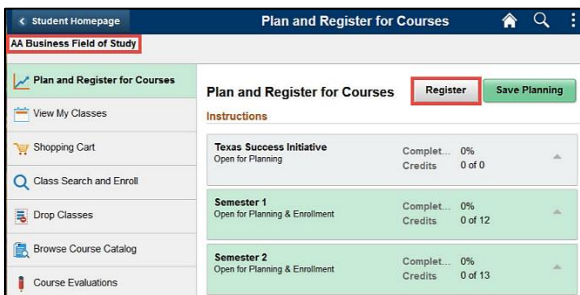 Student Homepage
Plan and Register for Courses
AA Business Field of Study
Plan and Register for Courses
View My Classes
Shopping Cart
Class Search and Enroll
Drop Classes
Browse Course Catalog
Course Evaluations
Plan and Register for Courses
Register
Save Planning
Instructions
Texas Success Initiative
Open for Planning
Complet... 0%
Credits 0 of 0
Semester 1
Open for Planning & Enrollment
Complet... 0%
Credits 0 of 12
Semester 2
Open for Planning & Enrollment
Complet... 0%
Credits 0 of 13